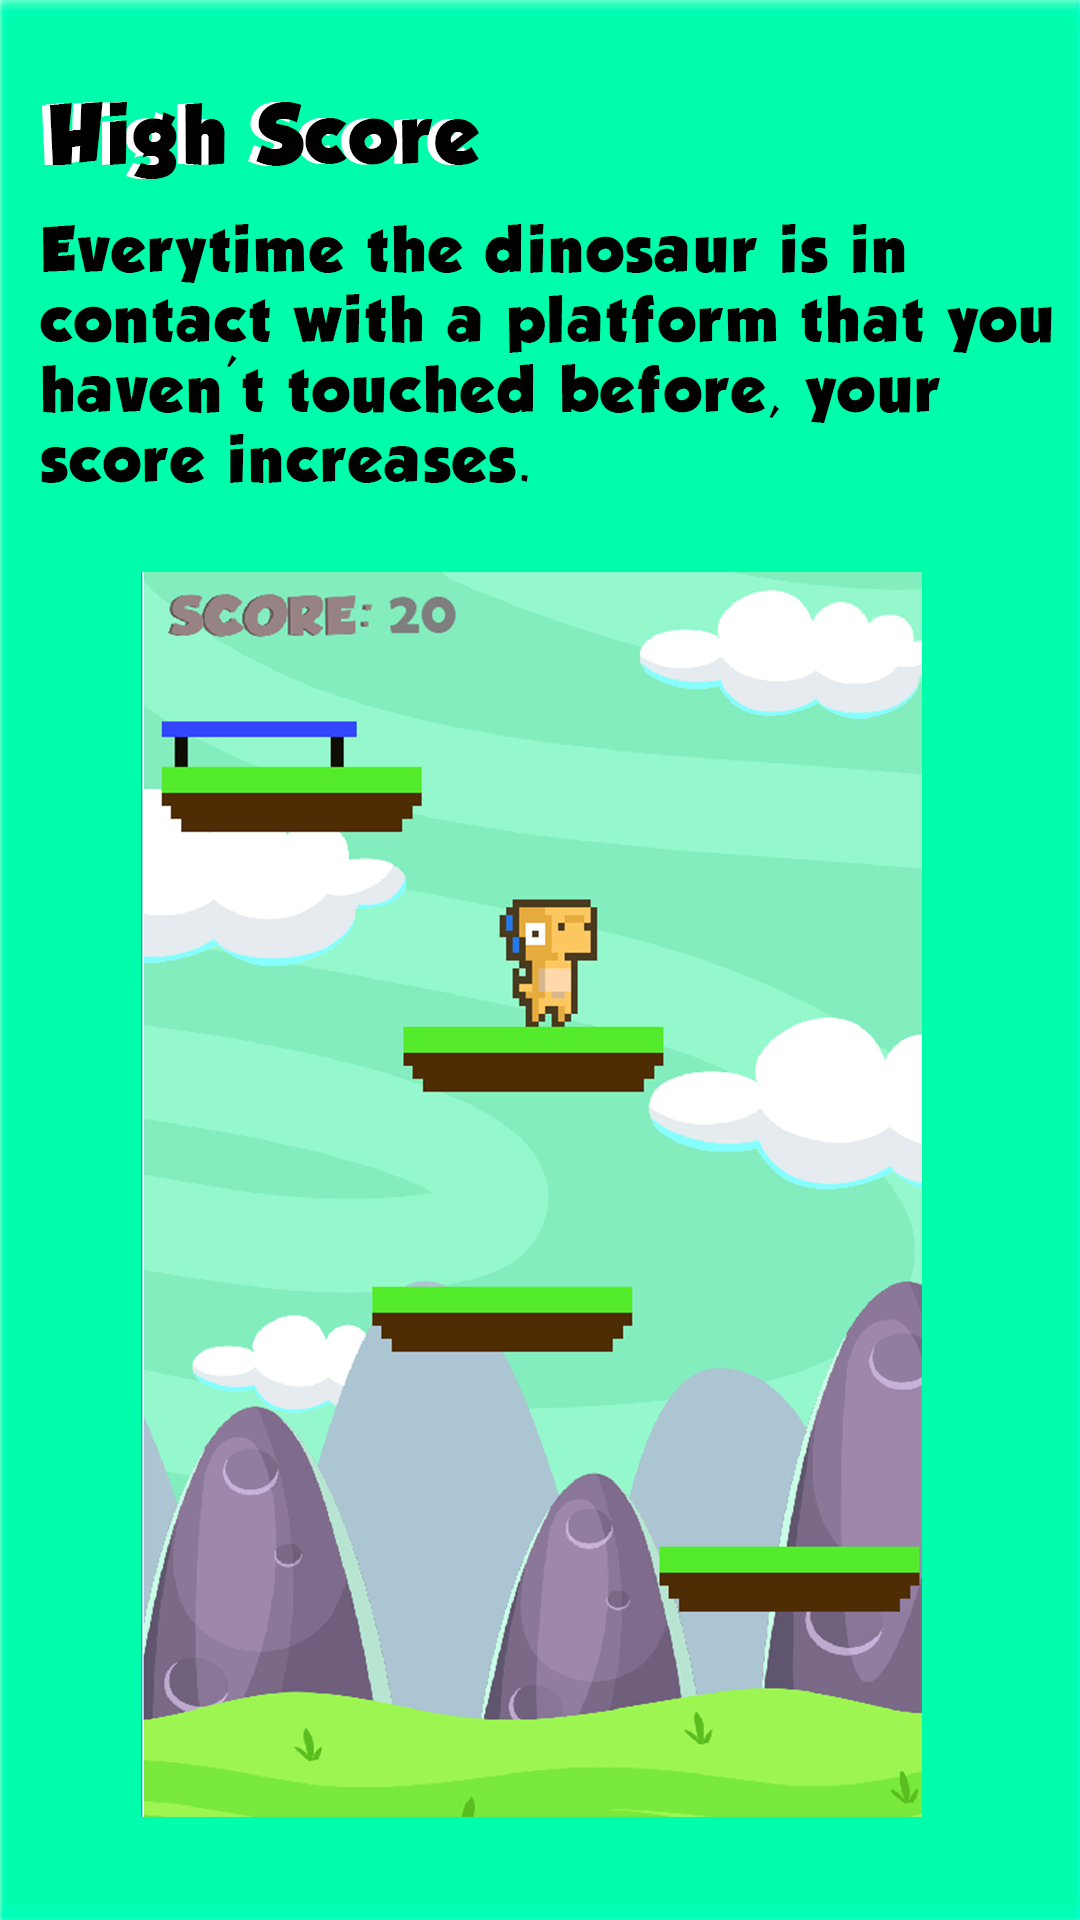 High Score
Everytime the dinosaur is in
contact with a platform that you
haven't touched before, your
score increases.
SCORE: 20